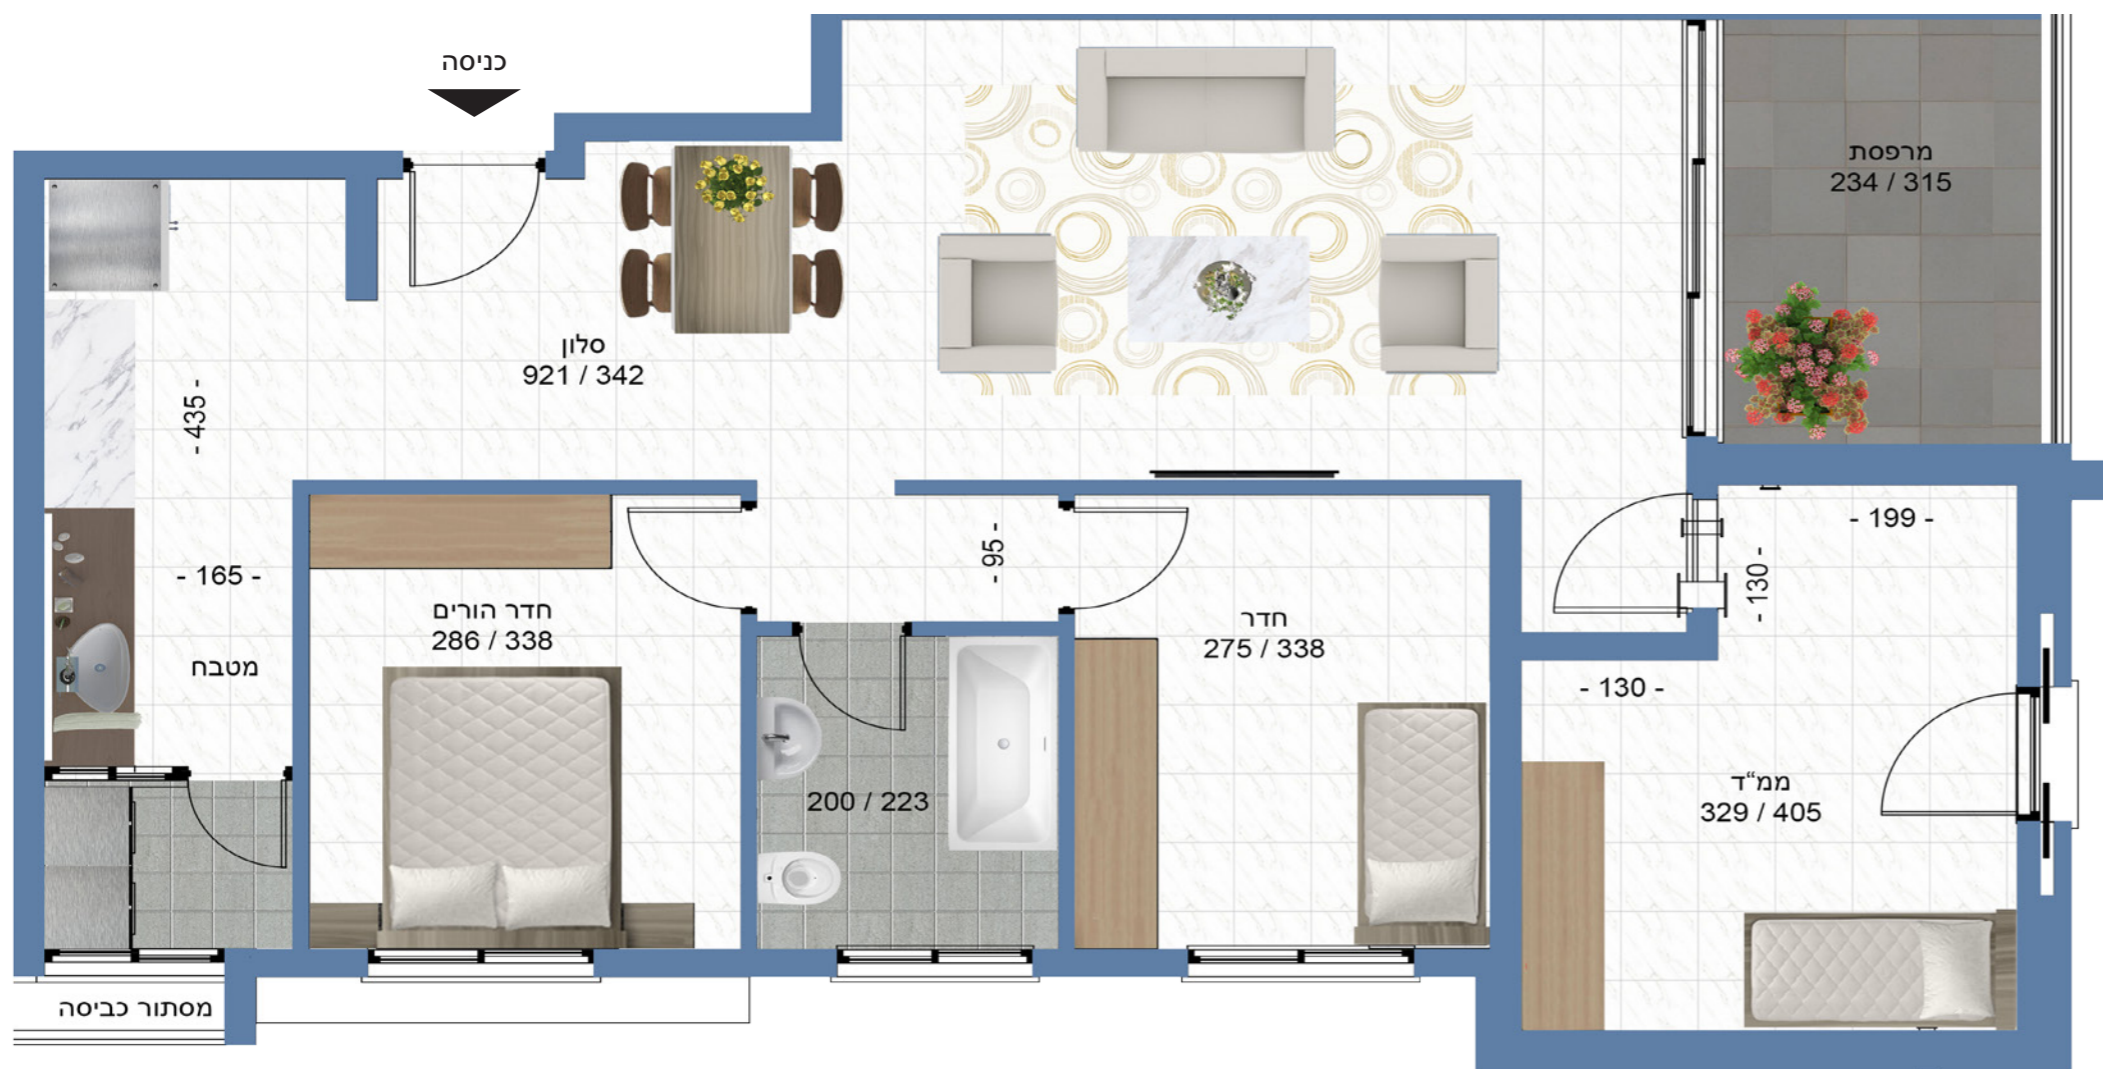 כניסה
מרפסת
234 / 315
סלון
921 / 342
- 435 -
- 199 -
- 95 -
- 130 -
- 165 -
חדר הורים
286 / 338
חדר
275 / 338
מטבח
- 130 -
ממ"ד
329 / 405
200 / 223
מסתור כביסה